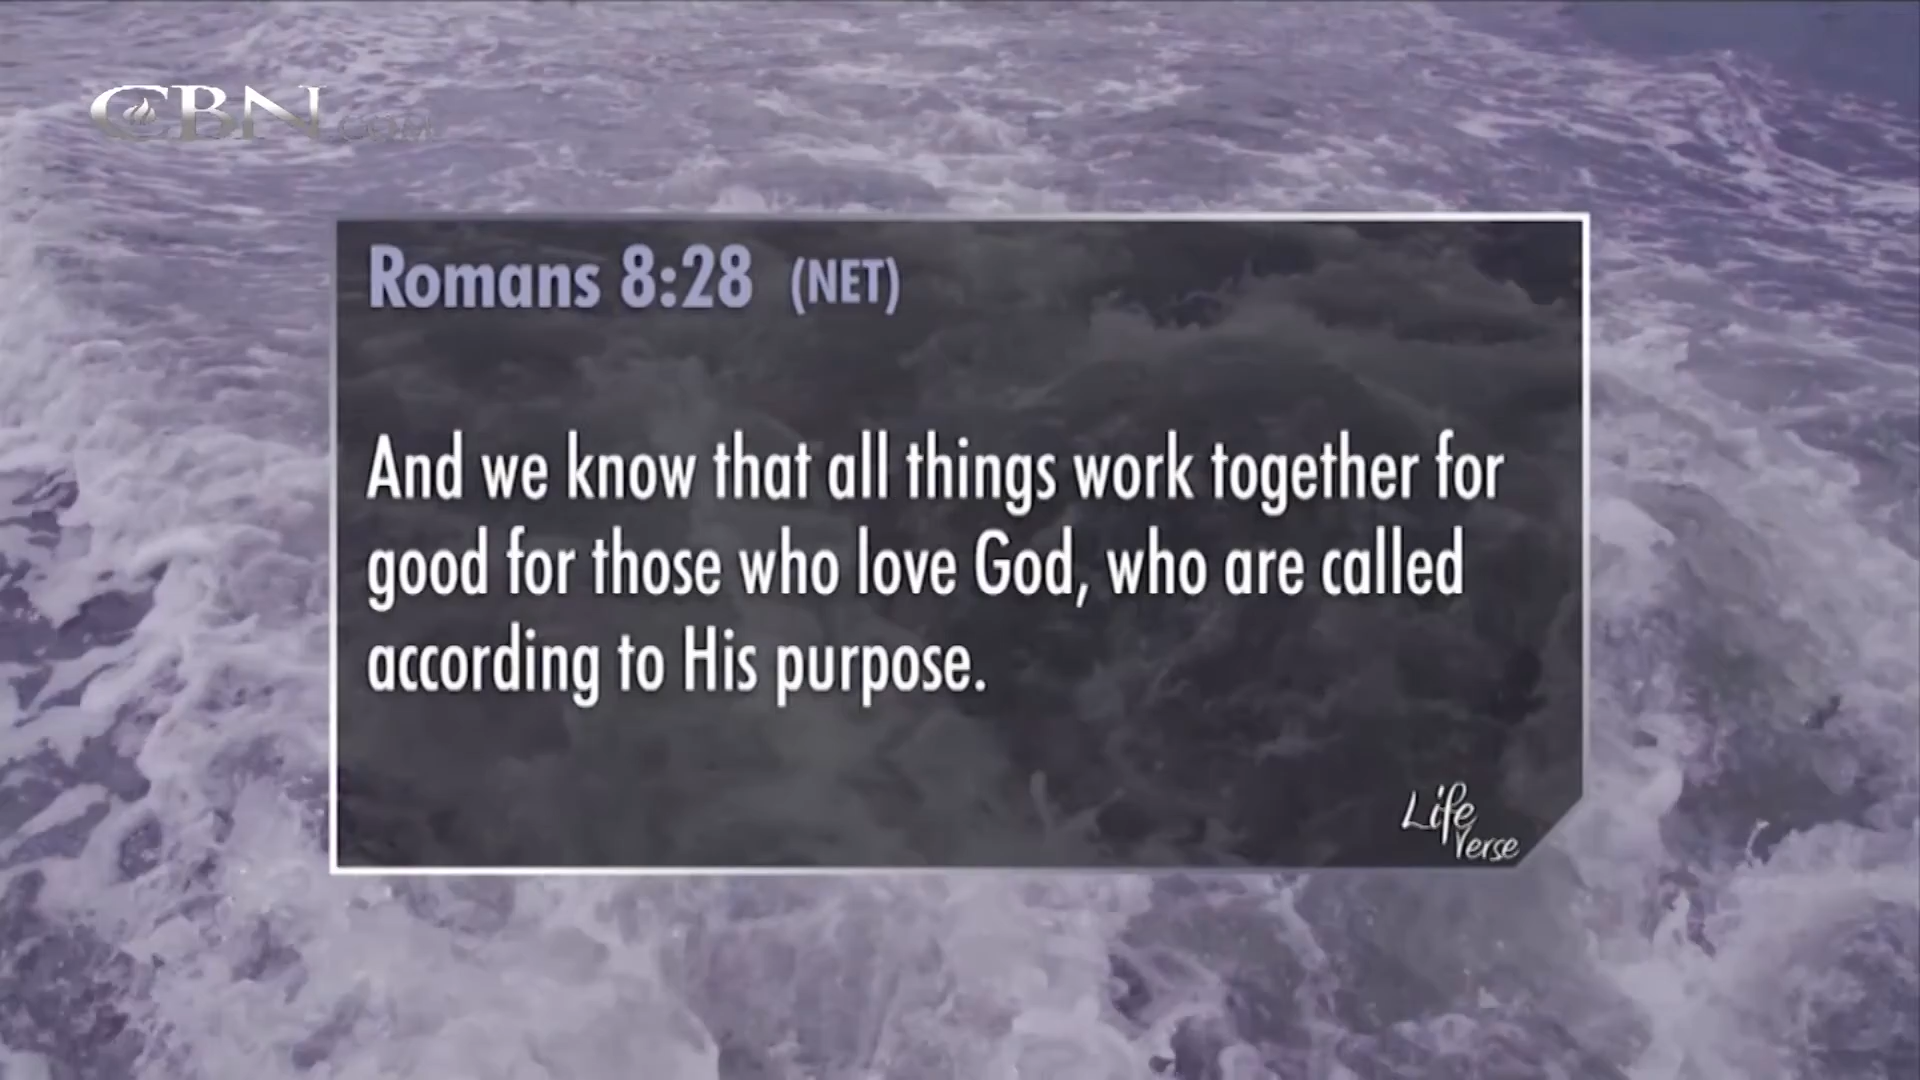 CBN.COM
Romans 8:28 (NET)
And we know that all things work together for
good for those who love God, who are called
according to His purpose.
Life
Verse